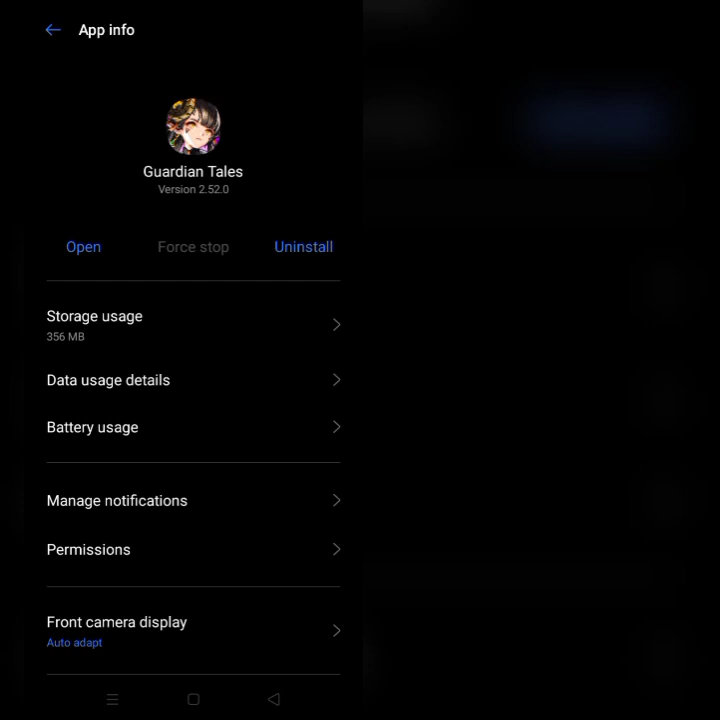 App info
Guardian Tales
Version 2.52.0
Open
Force stop
Uninstall
Storage usage
356 MB
Data usage details
Battery usage
Manage notifications
Permissions
Front camera display
Auto adapt